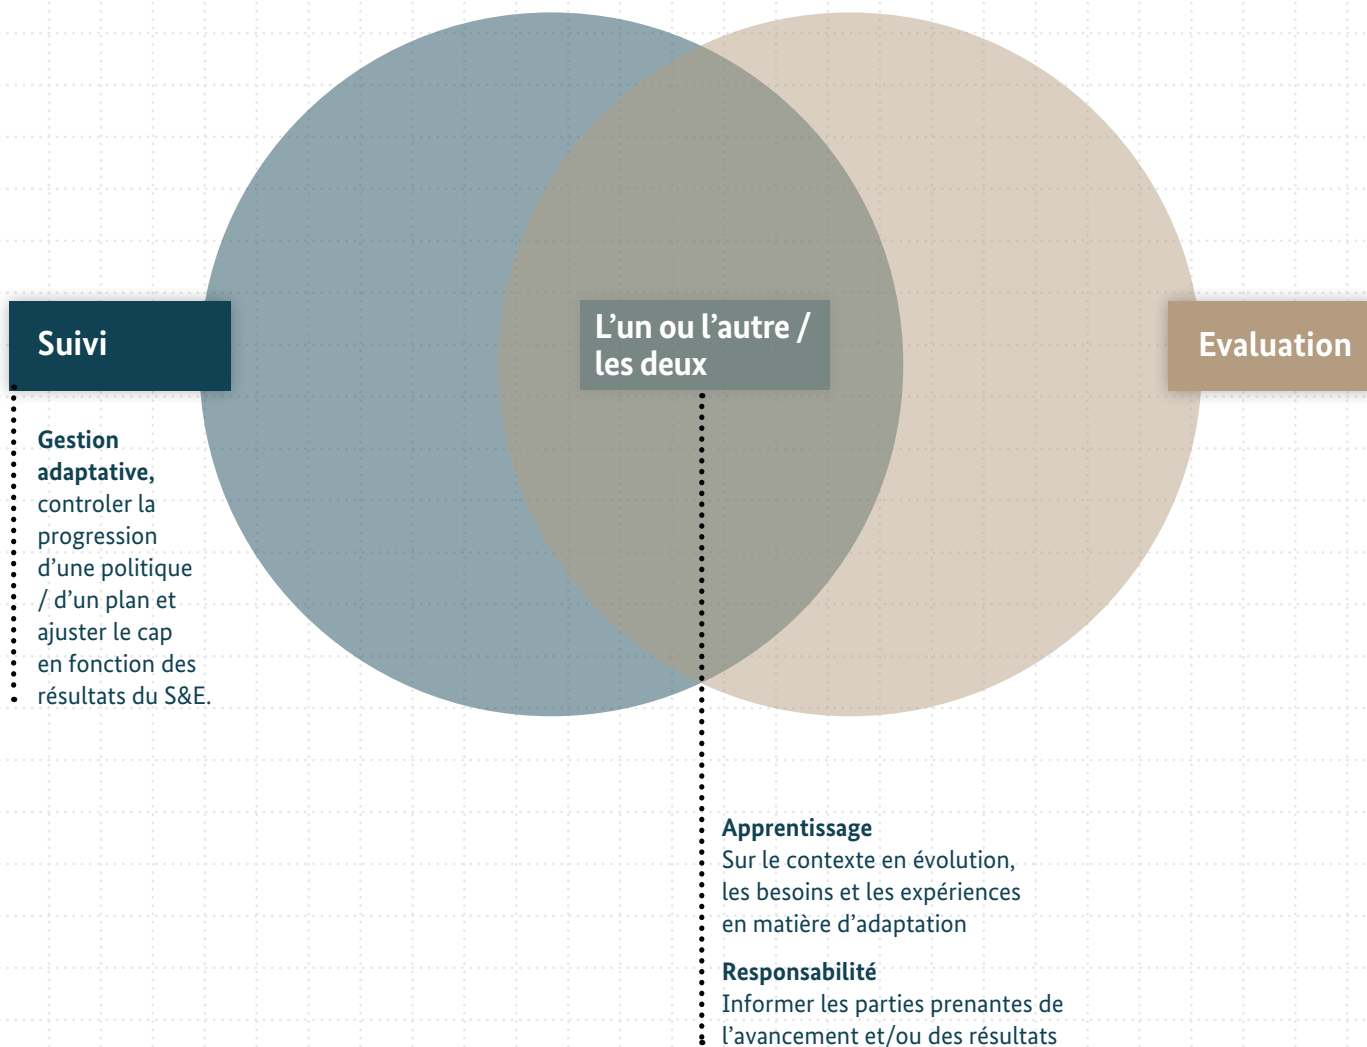 Suivi
L’un ou l’autre /
les deux
Evaluation
Gestion
adaptative,
controler la
progression
d’une politique
/ d’un plan et
ajuster le cap
en fonction des
résultats du S&E.
Apprentissage
Sur le contexte en évolution,
les besoins et les expériences
en matière d’adaptation
Responsabilité
Informer les parties prenantes de
l’avancement et/ou des résultats